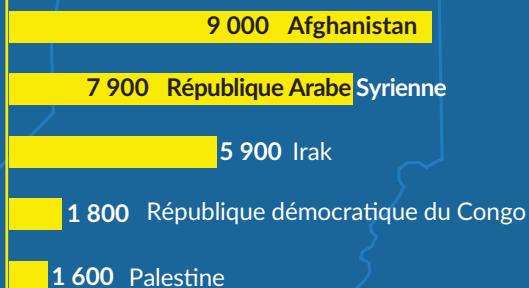 9 000 Afghanistan
7 900 République Arabe Syrienne
5 900 Irak
1 800 République démocratique du Congo
1 600 Palestine